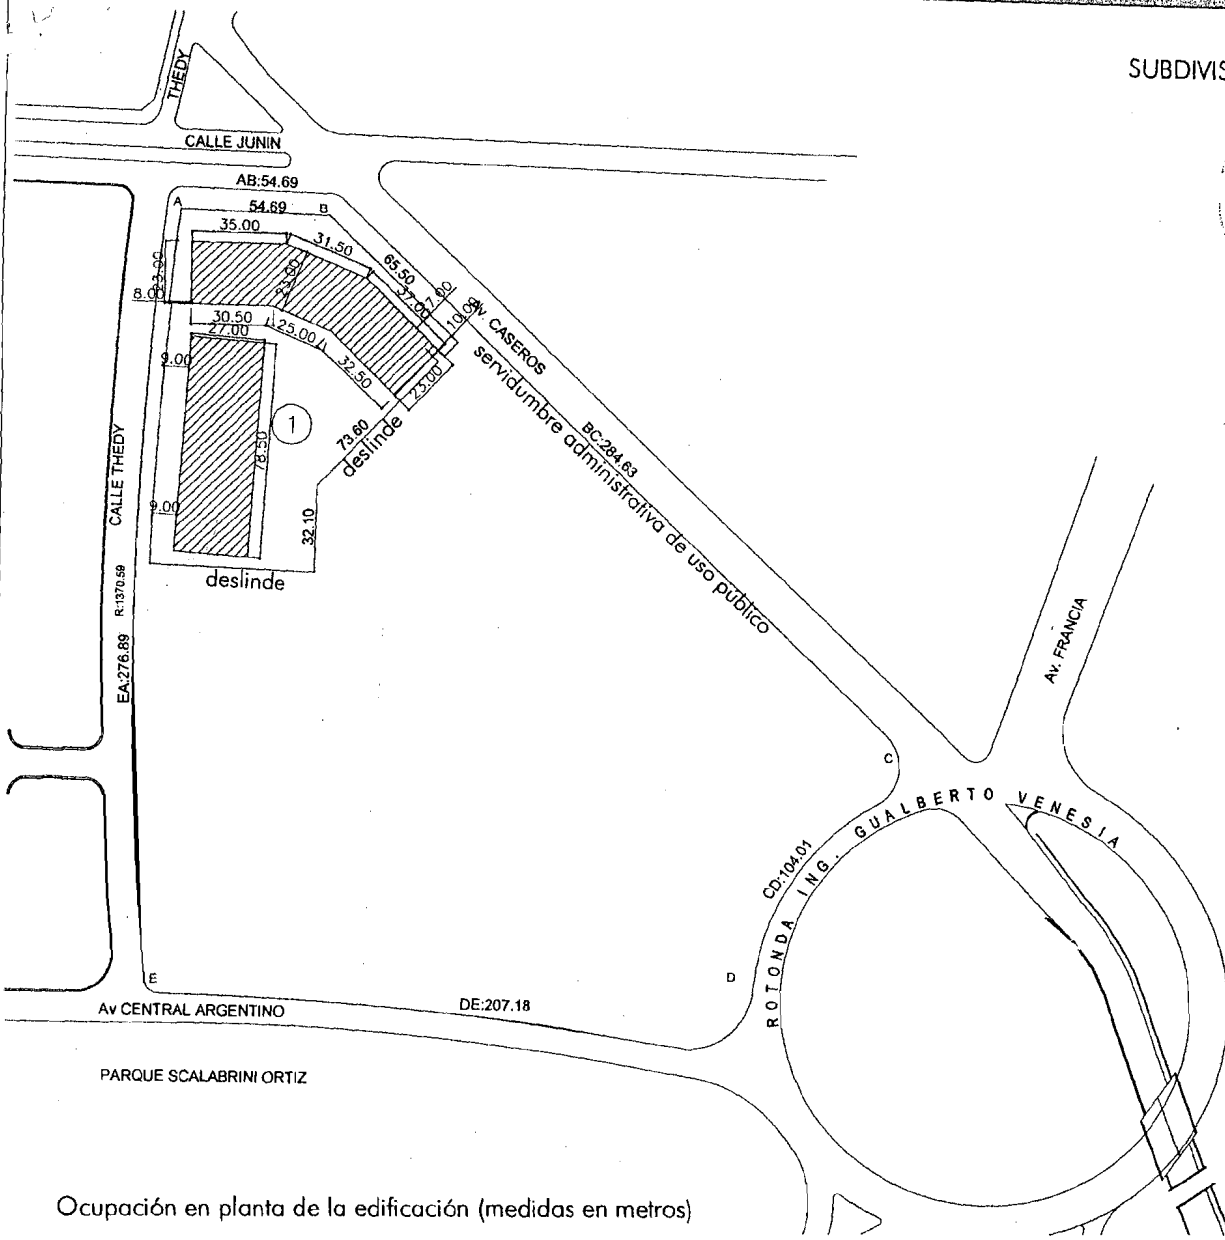 SUBDIVIS
THEDY
CALLE JUNIN
AB:54.69
A
54.69
B
35.00
31.50
65.50
23.00
23.00
37.00
7.00
10.00
8.00
Av. CASEROS
30.50
27.00
25.00
32.50
23.00
9.00
servidumbre administrativa de uso público
1
73.60
deslinde
BC:284.63
78.50
CALLE THEDY
9.00
32.10
deslinde
R:1370.59
EA:276.89
Av. FRANCIA
C
ROTONDA ING. GUALBERTO VENESIA
CD:104.01
D
E
Av CENTRAL ARGENTINO
DE:207.18
PARQUE SCALABRINI ORTIZ
Ocupación en planta de la edificación (medidas en metros)